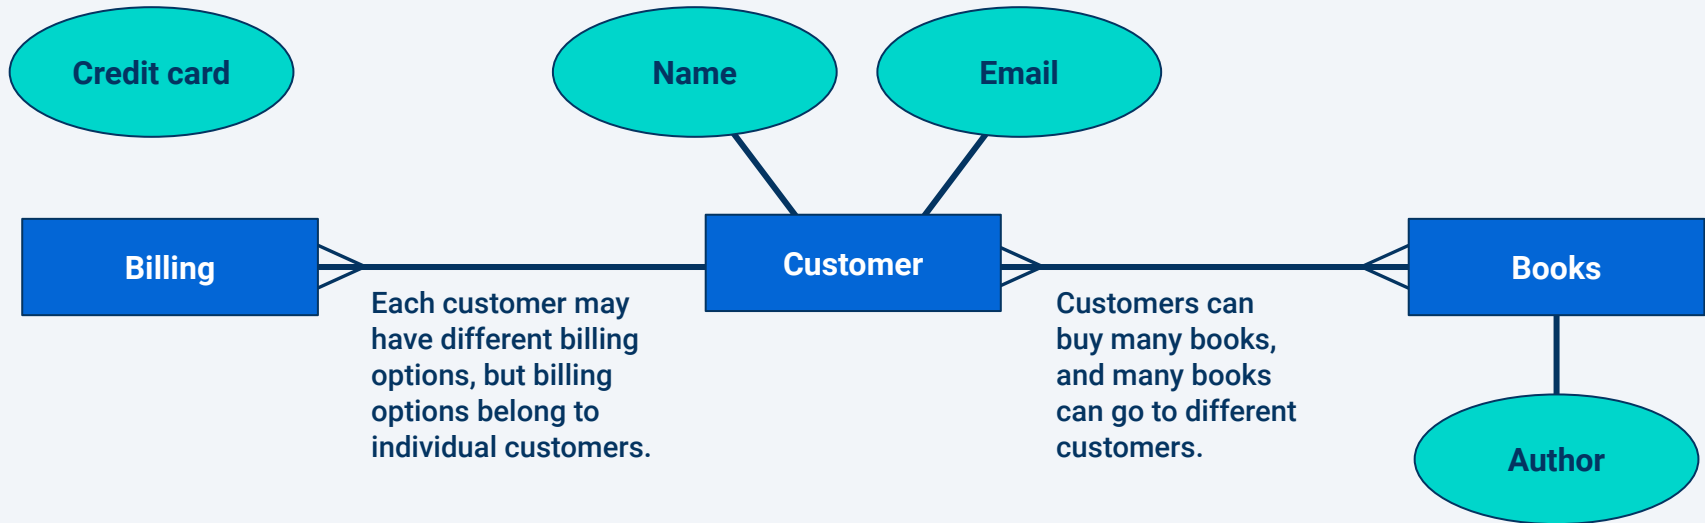 Credit card
Name
Email
Billing
Customer
Books
Each customer may
have different billing
options, but billing
options belong to
individual customers.
Customers can
buy many books,
and many books
can go to different
customers.
Author